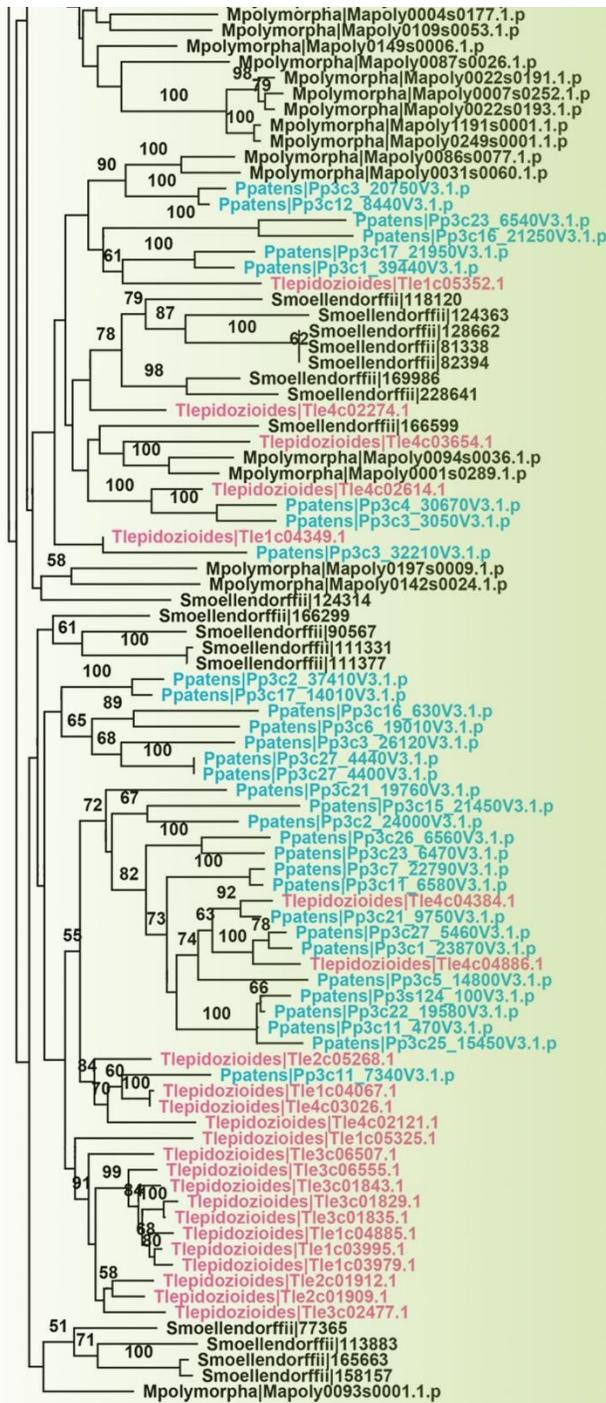 Mpolymorpha|Mapoly0004s0177.1.p
Mpolymorpha|Mapoly0109s0053.1.p
Mpolymorpha|Mapoly0149s0006.1.p
Mpolymorpha|Mapoly0087s0026.1.p
98
Mpolymorpha|Mapoly0022s0191.1.p
79
100
Mpolymorpha|Mapoly0007s0252.1.p
Mpolymorpha|Mapoly0022s0193.1.p
100
Mpolymorpha|Mapoly1191s0001.1.p
Mpolymorpha|Mapoly0249s0001.1.p
100
Mpolymorpha|Mapoly0086s0077.1.p
90
Mpolymorpha|Mapoly0031s0060.1.p
100
Ppatens|Pp3c3_20750V3.1.p
Ppatens|Pp3c12_8440V3.1.p
100
Ppatens|Pp3c23_6540V3.1.p
Ppatens|Pp3c16_21250V3.1.p
100
Ppatens|Pp3c17_21950V3.1.p
61
Ppatens|Pp3c1_39440V3.1.p
Tlepidozioides|Tle1c05352.1
79
Smoellendorffii|118120
87
Smoellendorffii|124363
100
Smoellendorffii|128662
78
62
Smoellendorffii|81338
Smoellendorffii|82394
98
Smoellendorffii|169986
Smoellendorffii|228641
Tlepidozioides|Tle4c02274.1
Smoellendorffii|166599
Tlepidozioides|Tle4c03654.1
100
Mpolymorpha|Mapoly0094s0036.1.p
Mpolymorpha|Mapoly0001s0289.1.p
100
100
Tlepidozioides|Tle4c02614.1
Ppatens|Pp3c4_30670V3.1.p
Ppatens|Pp3c3_3050V3.1.p
Tlepidozioides|Tle1c04349.1
Ppatens|Pp3c3_32210V3.1.p
58
Mpolymorpha|Mapoly0197s0009.1.p
Mpolymorpha|Mapoly0142s0024.1.p
Smoellendorffii|124314
Smoellendorffii|166299
61
Smoellendorffii|90567
100
Smoellendorffii|111331
Smoellendorffii|111377
100
Ppatens|Pp3c2_37410V3.1.p
Ppatens|Pp3c17_14010V3.1.p
89
Ppatens|Pp3c16_630V3.1.p
65
Ppatens|Pp3c6_19010V3.1.p
68
Ppatens|Pp3c3_26120V3.1.p
100
Ppatens|Pp3c27_4440V3.1.p
Ppatens|Pp3c27_4400V3.1.p
Ppatens|Pp3c21_19760V3.1.p
72
67
Ppatens|Pp3c15_21450V3.1.p
Ppatens|Pp3c2_24000V3.1.p
100
Ppatens|Pp3c26_6560V3.1.p
Ppatens|Pp3c23_6470V3.1.p
100
82
Ppatens|Pp3c7_22790V3.1.p
Ppatens|Pp3c11_6580V3.1.p
92
Tlepidozioides|Tle4c04384.1
73
63
Ppatens|Pp3c21_9750V3.1.p
78
55
74
100
Ppatens|Pp3c27_5460V3.1.p
Ppatens|Pp3c1_23870V3.1.p
Tlepidozioides|Tle4c04886.1
Ppatens|Pp3c5_14800V3.1.p
66
Ppatens|Pp3s124_100V3.1.p
100
Ppatens|Pp3c22_19580V3.1.p
Ppatens|Pp3c11_470V3.1.p
Ppatens|Pp3c25_15450V3.1.p
Tlepidozioides|Tle2c05268.1
84
60
Ppatens|Pp3c11_7340V3.1.p
70
100
Tlepidozioides|Tle1c04067.1
Tlepidozioides|Tle4c03026.1
Tlepidozioides|Tle4c02121.1
Tlepidozioides|Tle1c05325.1
Tlepidozioides|Tle3c06507.1
99
Tlepidozioides|Tle3c06555.1
91
84
100
Tlepidozioides|Tle3c01843.1
Tlepidozioides|Tle3c01829.1
Tlepidozioides|Tle3c01835.1
68
Tlepidozioides|Tle1c04885.1
80
Tlepidozioides|Tle1c03995.1
Tlepidozioides|Tle1c03979.1
58
Tlepidozioides|Tle2c01912.1
Tlepidozioides|Tle2c01909.1
Tlepidozioides|Tle3c02477.1
51
Smoellendorffii|77365
71
Smoellendorffii|113883
100
Smoellendorffii|165663
Smoellendorffii|158157
Mpolymorpha|Mapoly0093s0001.1.p